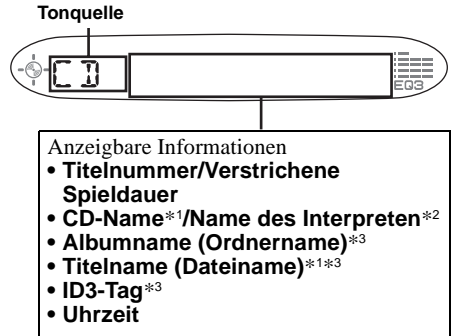 Tonquelle
CD
EQ3
Anzeigbare Informationen
• Titelnummer/Verstrichene
Spieldauer
• CD-Name*1/Name des Interpreten*2
• Albumname (Ordnername)*3
• Titelname (Dateiname)*1*3
• ID3-Tag*3
• Uhrzeit